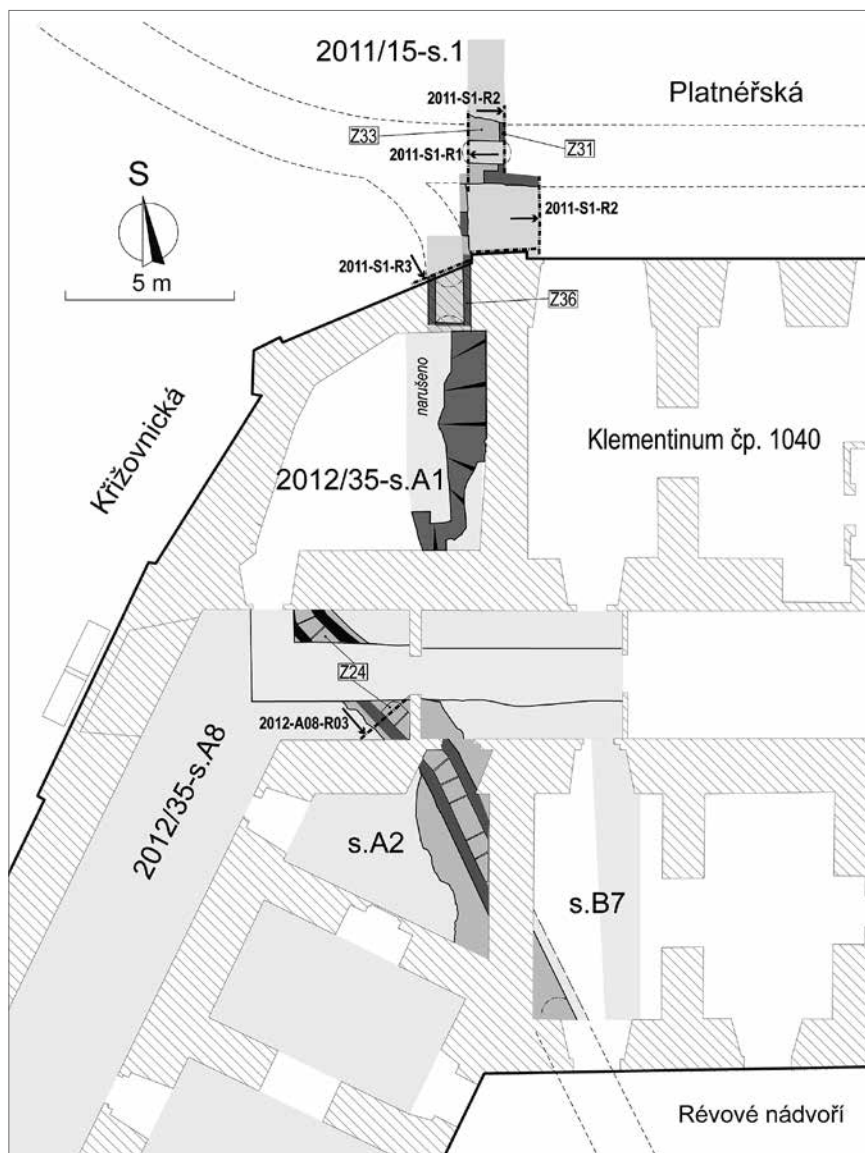 2011/15-s.1
Platnéřská
2011-S1-R2
Z33
Z31
2011-S1-R1
S
5 m
2011-S1-R2
2011-S1-R3
Z36
narušeno
Klementinum čp. 1040
Křižovnická
2012/35-s.A1
Z24
2012-A08-R03
2012/35-s.A8
s.A2
s.B7
Révové nádvoří